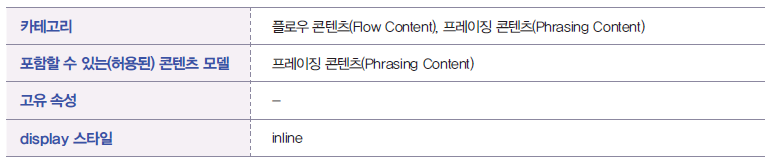 카테고리 플로우 콘텐츠(Flow Content), 프레이징 콘텐츠(Phrasing Content)
포함할 수 있는(허용된) 콘텐츠 모델 프레이징 콘텐츠(Phrasing Content)
고유 속성 –
display 스타일 inline